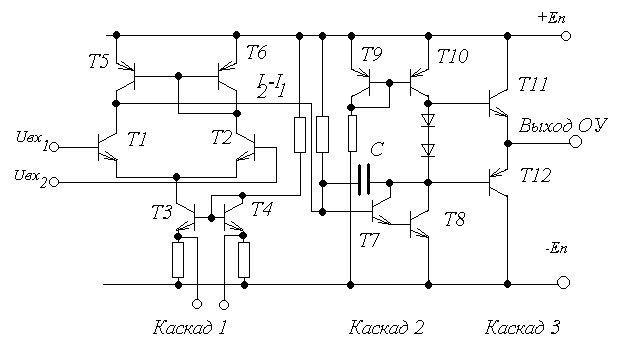 +Eп
T5
T6
T9
T10
I2-I1
T11
Uвх1
T1
T2
Выход ОУ
C
Uвх2
T12
T3
T4
T7
T8
-Eп
Каскад 1
Каскад 2
Каскад 3